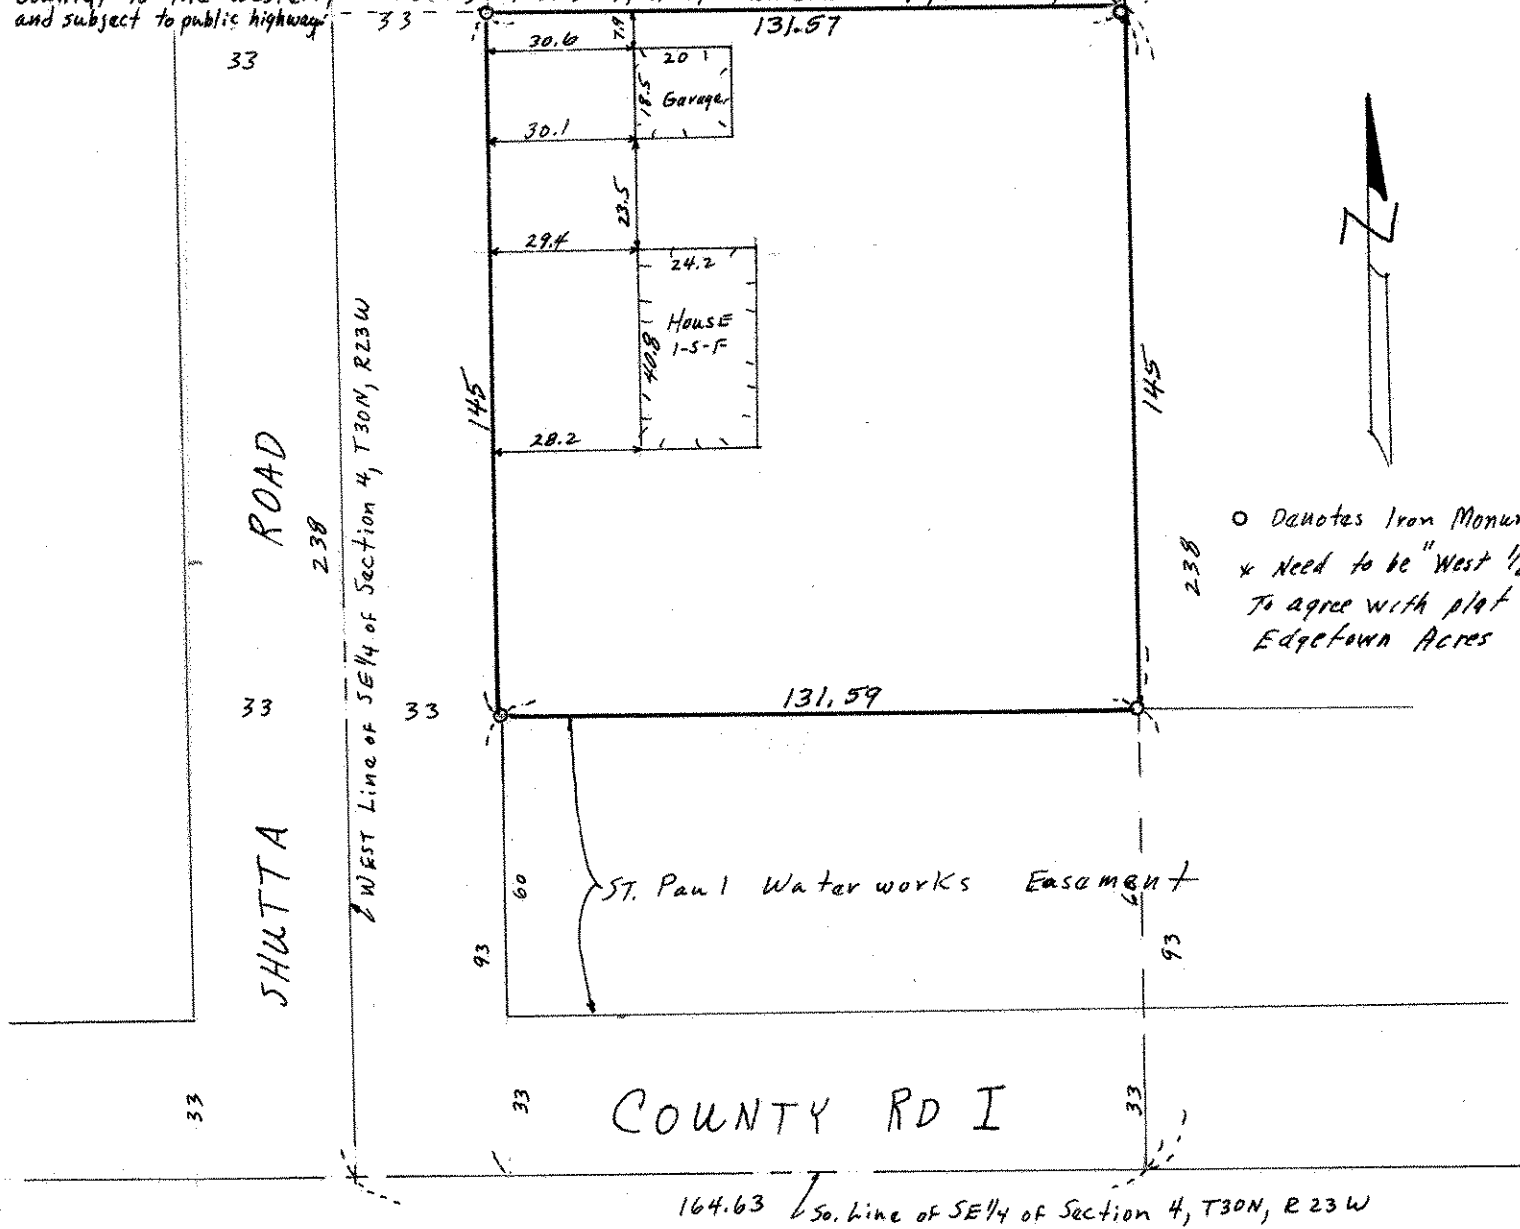 and subject to public highway
33
131.57
33
30.6
7.9
20
18.5
Garage
30.1
23.5
29.4
24.2
House
1-S-F
40.8
28.2
145
145
WEST Line of SE1/4 of Section 4, T30N, R23W
238
SHUTTA ROAD
N
o Denotes Iron
* Need to be "West
To agree with plat
Edgetown Acres
238
33
33
131.59
60
93
ST. Paul Waterworks Easement
60
93
33
33
COUNTY RD I
33
164.63
So. Line of SE1/4 of Section 4, T30N, R23W